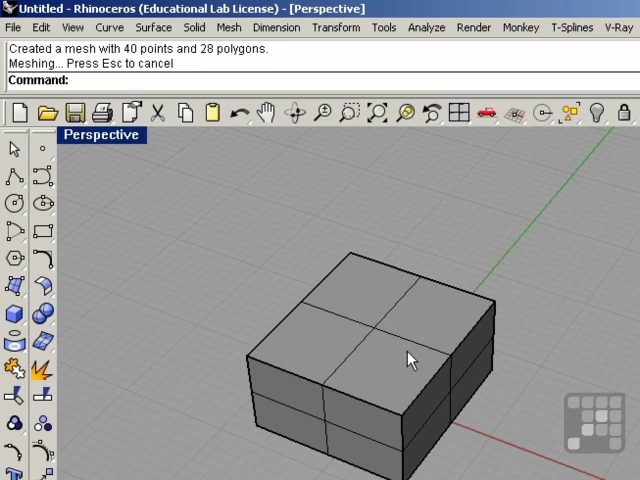 Untitled - Rhinoceros (Educational Lab License) - [Perspective]
File Edit View Curve Surface Solid Mesh Dimension Transform Tools Analyze Render Monkey T-Splines V-Ray
Created a mesh with 40 points and 28 polygons.
Meshing... Press Esc to cancel
Command:
Perspective